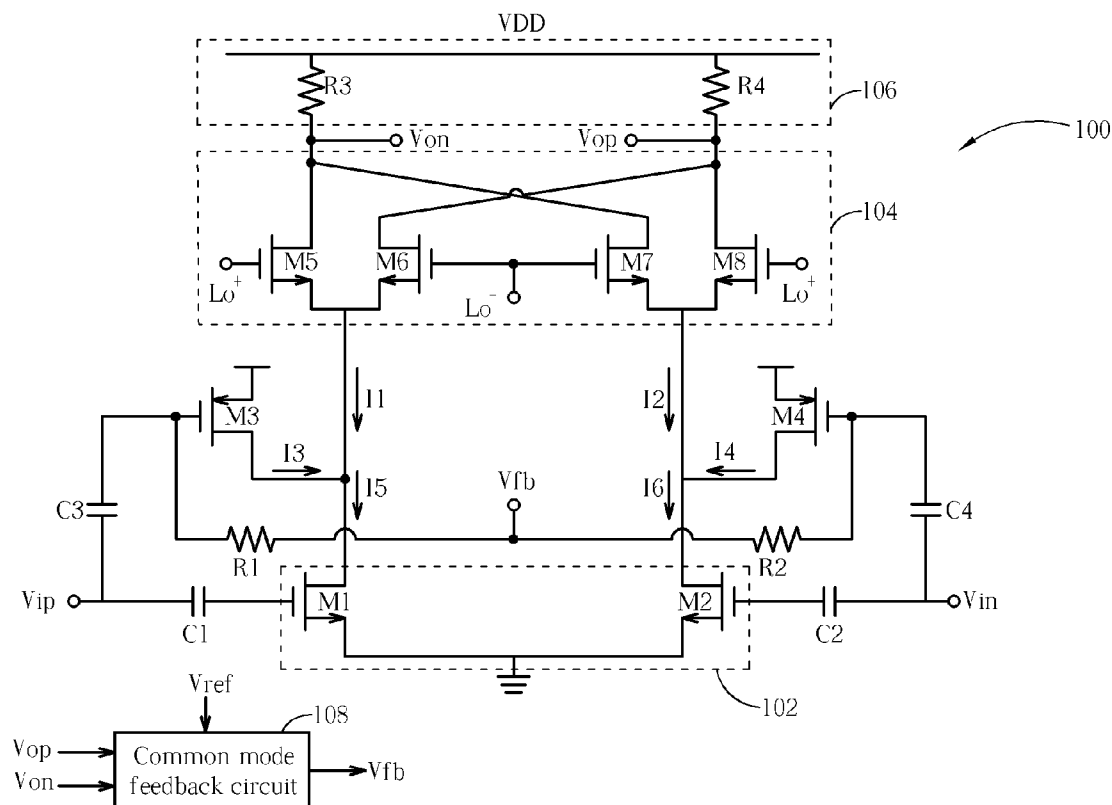 VDD
R3
R4
106
Von
Vop
100
104
M5
M6
M7
M8
Lo+
Lo-
Lo+
M3
I1
I2
M4
I3
I4
C3
I5
Vfb
I6
C4
R1
R2
Vip
M1
M2
Vin
C1
C2
Vref
108
102
Vop
Common mode
Von
feedback circuit
Vfb